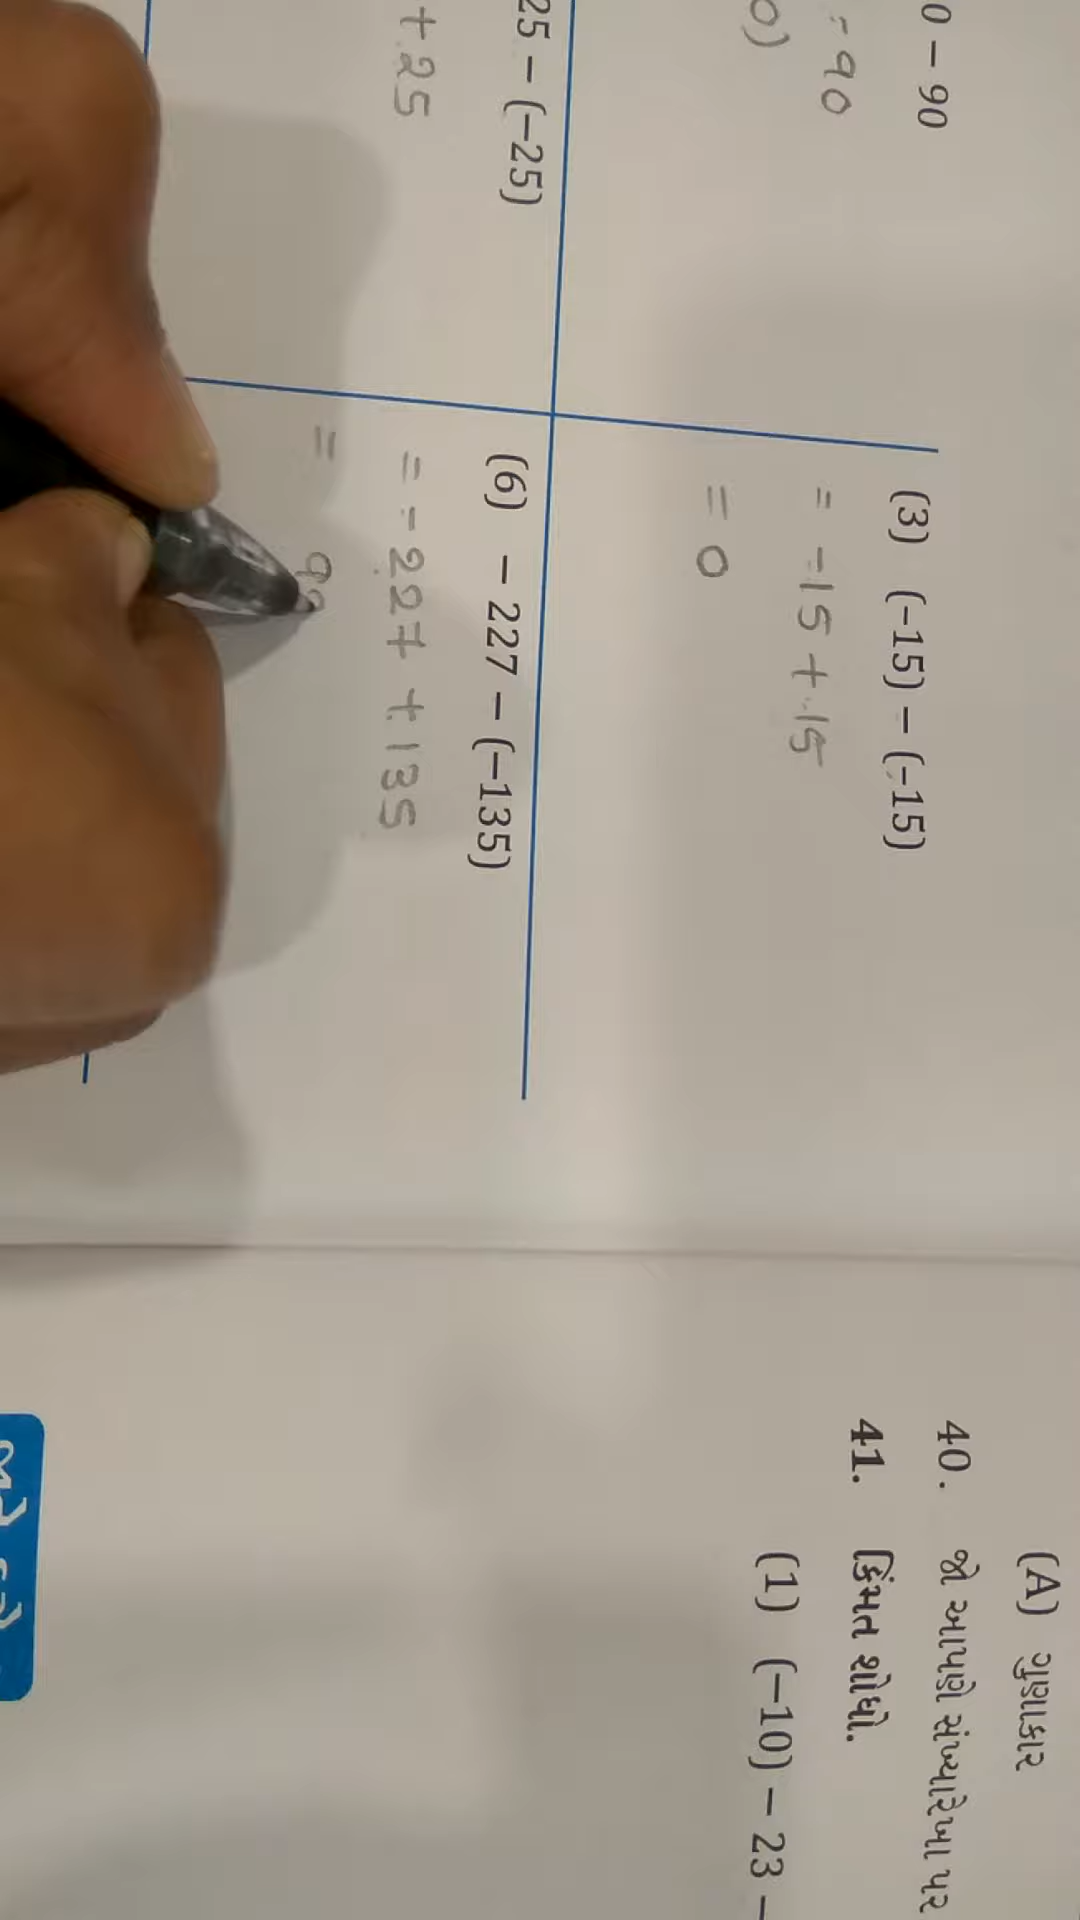 0 – 90
- 90
0)
25 – (–25)
+ 25
(3) (–15) – (–15)
= -15 + 15
= 0
(6) – 227 – (–135)
= - 227 + 135
= 92
(A) ગુણાકાર
40. જો આપણે સંખ્યારેખા પર
41. કિંમત શોધો.
(1) (–10) – 23 –